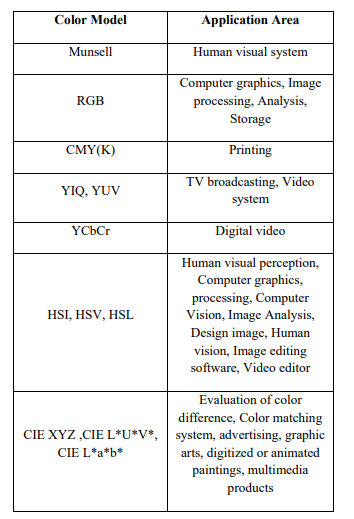 Color Model
Application Area
Munsell
Human visual system
RGB
Computer graphics, Image
processing, Analysis,
Storage
CMY(K)
Printing
YIQ, YUV
TV broadcasting, Video
system
YCbCr
Digital video
HSI, HSV, HSL
Human visual perception,
Computer graphics,
processing, Computer
Vision, Image Analysis,
Design image, Human
vision, Image editing
software, Video editor
CIE XYZ ,CIE L*U*V*,
CIE L*a*b*
Evaluation of color
difference, Color matching
system, advertising, graphic
arts, digitized or animated
paintings, multimedia
products